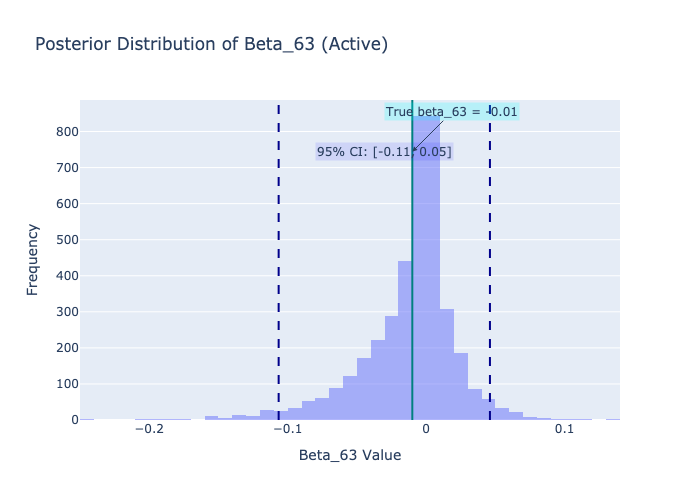 Posterior Distribution of Beta_63 (Active)
True beta_63 = -0.01
95% CI: [-0.11, 0.05]
Frequency
800
700
600
500
400
300
200
100
0
−0.2
−0.1
0
0.1
Beta_63 Value